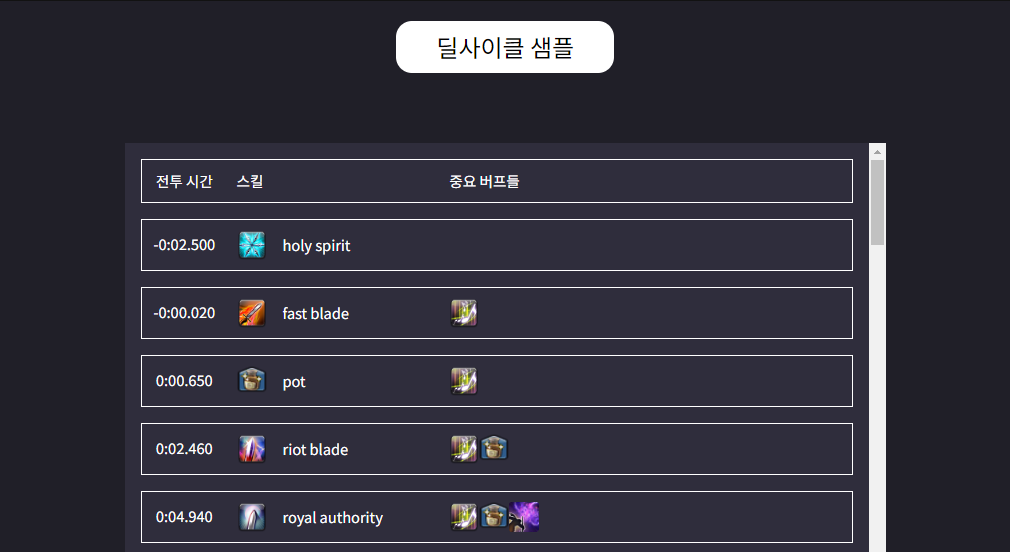 딜사이클 샘플
전투 시간 스킬 중요 버프들
-0:02.500 holy spirit
-0:00.020 fast blade
0:00.650 pot
0:02.460 riot blade
0:04.940 royal authority